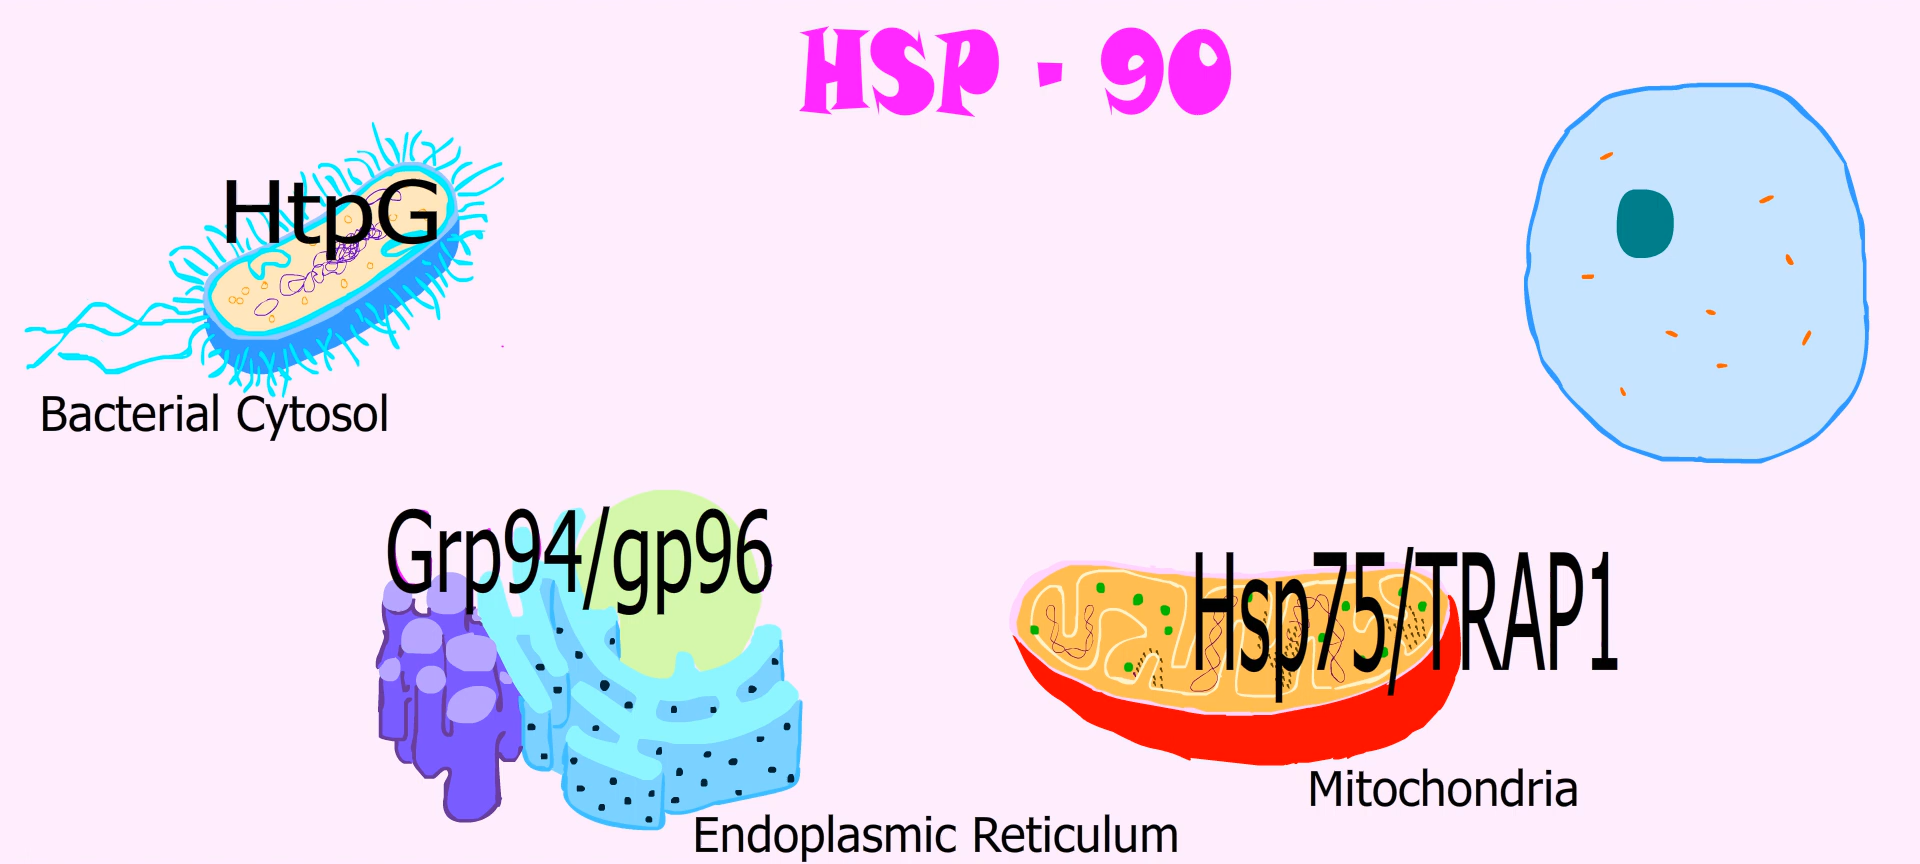 HSP - 90
HtpG
Bacterial Cytosol
Grp94/gp96
Endoplasmic Reticulum
Hsp75/TRAP1
Mitochondria